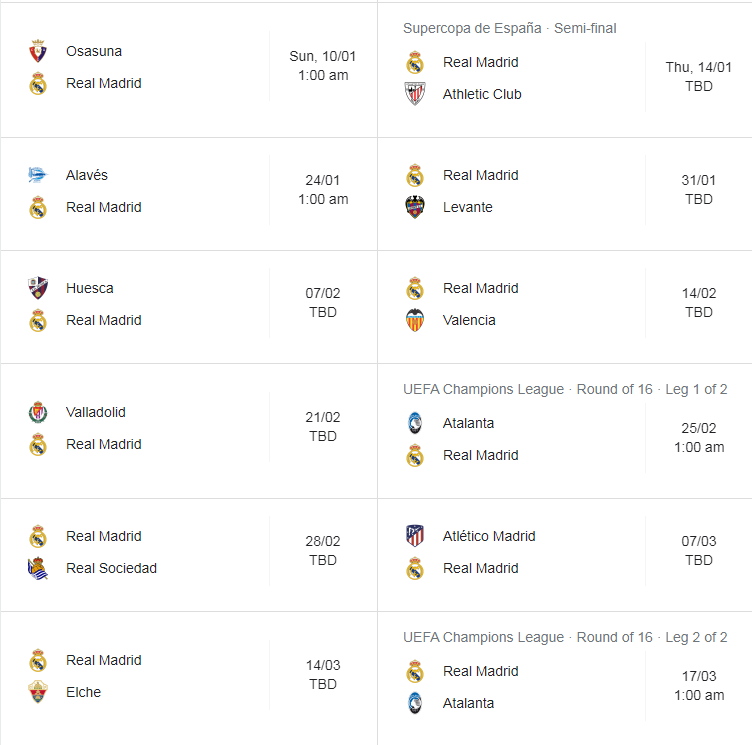 Osasuna
Real Madrid
Sun, 10/01
1:00 am
Supercopa de España · Semi-final
Real Madrid
Athletic Club
Thu, 14/01
TBD
Alavés
Real Madrid
24/01
1:00 am
Real Madrid
Levante
31/01
TBD
Huesca
Real Madrid
07/02
TBD
Real Madrid
Valencia
14/02
TBD
Valladolid
Real Madrid
21/02
TBD
UEFA Champions League · Round of 16 · Leg 1 of 2
Atalanta
Real Madrid
25/02
1:00 am
Real Madrid
Real Sociedad
28/02
TBD
Atlético Madrid
Real Madrid
07/03
TBD
Real Madrid
Elche
14/03
TBD
UEFA Champions League · Round of 16 · Leg 2 of 2
Real Madrid
Atalanta
17/03
1:00 am